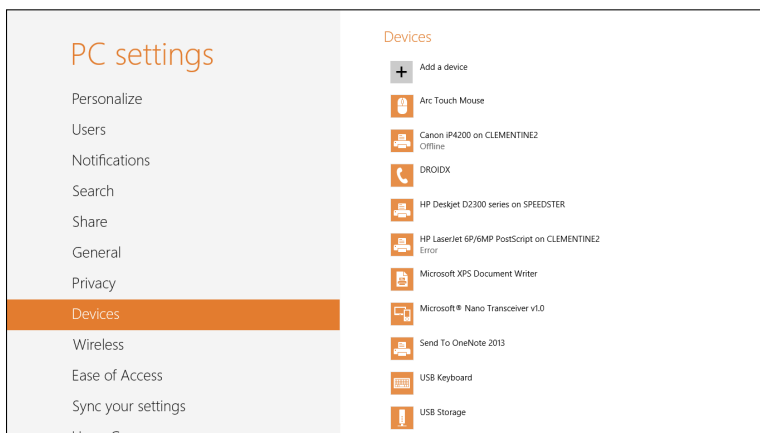 PC settings
Personalize
Users
Notifications
Search
Share
General
Privacy
Devices
Wireless
Ease of Access
Sync your settings
Devices
Add a device
Arc Touch Mouse
Canon iP4200 on CLEMENTINE2
Offline
DROIDX
HP Deskjet D2300 series on SPEEDSTER
HP LaserJet 6P/6MP PostScript on CLEMENTINE2
Error
Microsoft XPS Document Writer
Microsoft® Nano Transceiver v1.0
Send To OneNote 2013
USB Keyboard
USB Storage